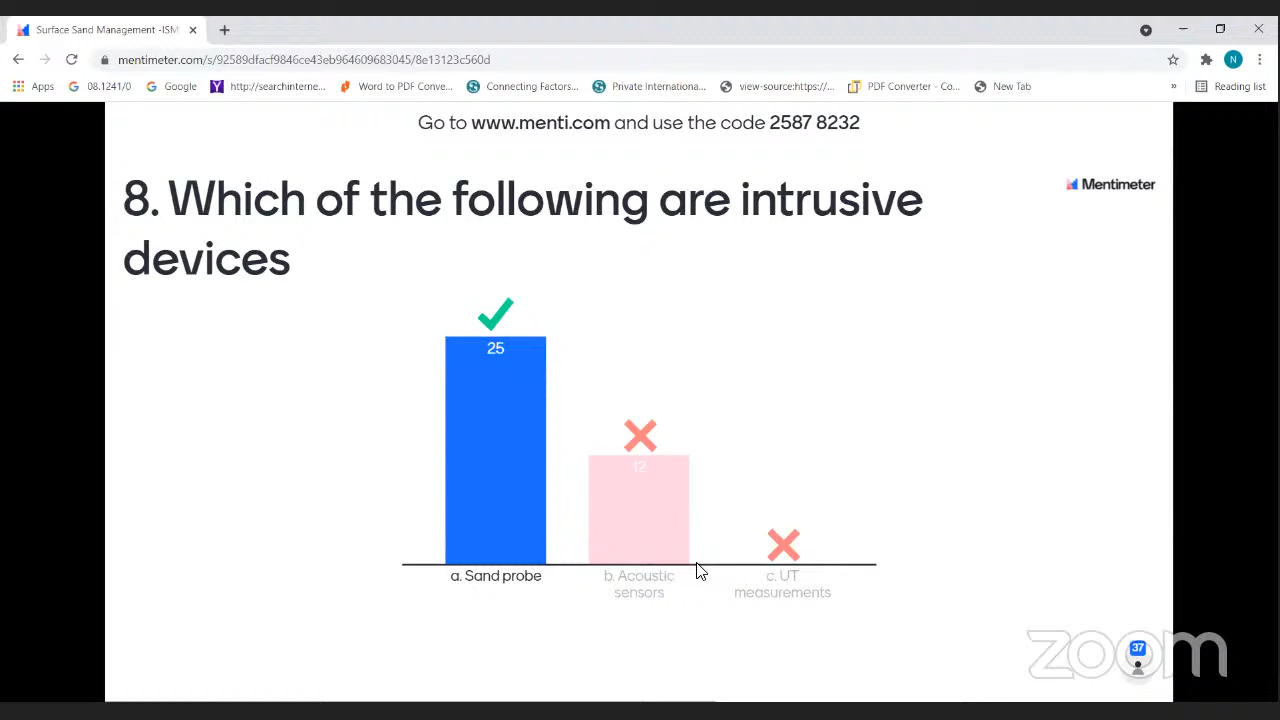 Surface Sand Management -ISM
mentimeter.com/s/92589dfacf9846ce43eb964609683045/8e13123c560d
N
Apps
08.1241/0
Google
http://searchinterne...
Word to PDF Conve...
Connecting Factors...
Private Internationa...
view-source:https://...
PDF Converter - Co...
New Tab
»
Reading list
Go to www.menti.com and use the code 2587 8232
8. Which of the following are intrusive
devices
Mentimeter
25
12
a. Sand probe
b. Acoustic
sensors
c. UT
measurements
37
zoom